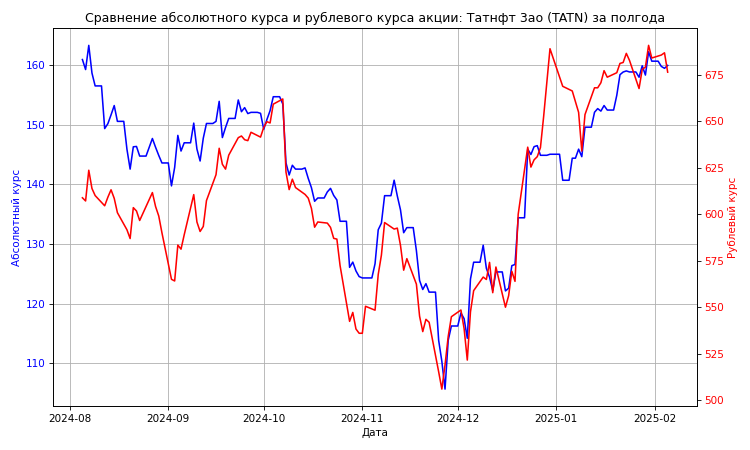 Сравнение абсолютного курса и рублевого курса акции: Татнфт 3ао (TATN) за полгода
160
150
140
130
120
110
Абсолютный курс
675
650
625
600
575
550
525
500
Рублевый курс
2024-08 2024-09 2024-10 2024-11 2024-12 2025-01 2025-02
Дата